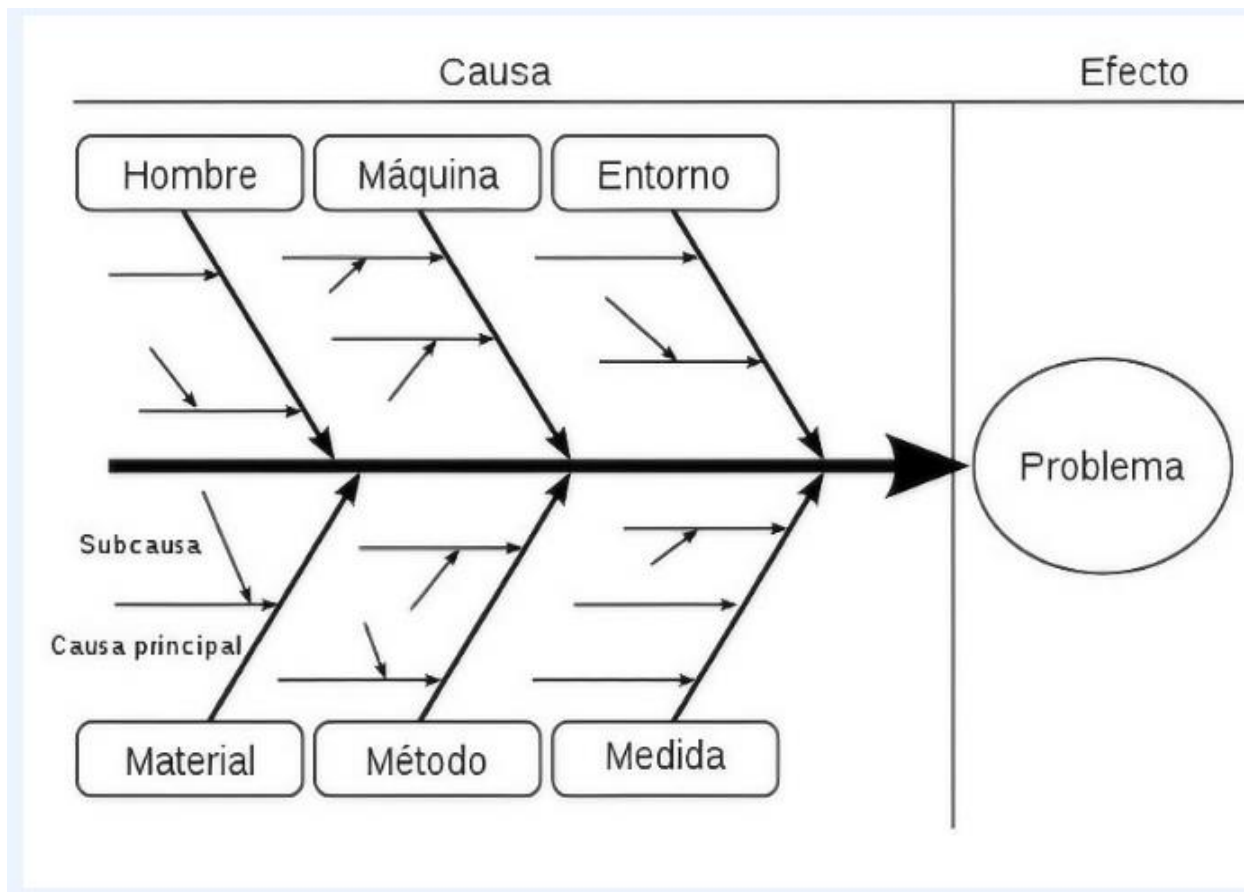 Causa
Efecto
Hombre
Máquina
Entorno
Problema
Subcausa
Causa principal
Material
Método
Medida